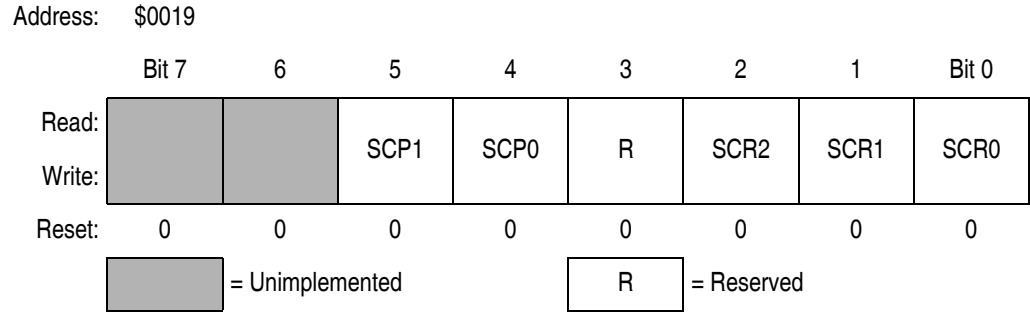 Address: $0019
Bit 7 6 5 4 3 2 1 Bit 0
Read:
SCP1 SCP0 R SCR2 SCR1 SCR0
Write:
Reset: 0 0 0 0 0 0 0 0
= Unimplemented R = Reserved